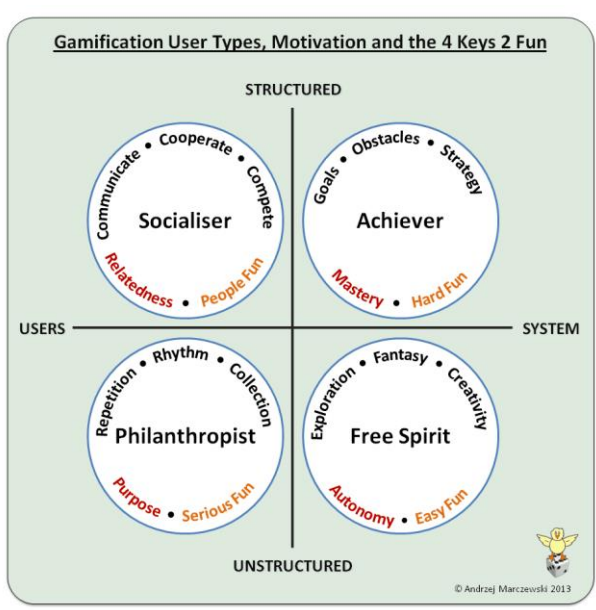 Gamification User Types, Motivation and the 4 Keys 2 Fun
STRUCTURED
Communicate • Cooperate • Compete
Socialiser
Relatedness • People Fun
Goals • Obstacles • Strategy
Achiever
Mastery • Hard Fun
USERS
SYSTEM
Repetition • Rhythm • Collection
Philanthropist
Purpose • Serious Fun
Exploration • Fantasy • Creativity
Free Spirit
Autonomy • Easy Fun
UNSTRUCTURED
© Andrzej Marczewski 2013